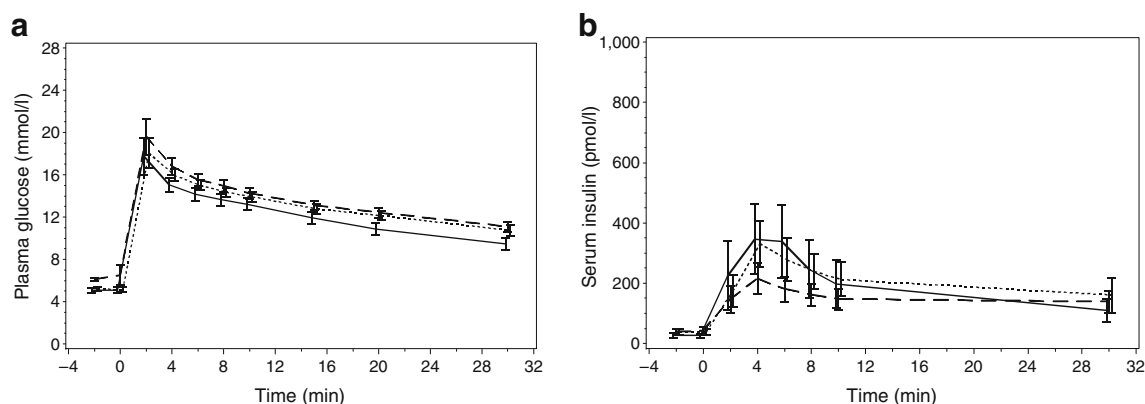 a
28
24
20
16
12
8
4
0
Plasma glucose (mmol/l)
−4 0 4 8 12 16 20 24 28 32
Time (min)
b
1,000
800
600
400
200
0
Serum insulin (pmol/l)
−4 0 4 8 12 16 20 24 28 32
Time (min)